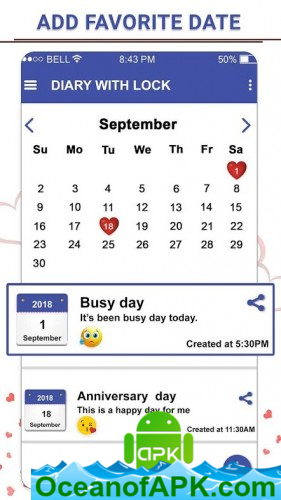 ADD FAVORITE DATE
BELL 8:43 PM 50%
DIARY WITH LOCK
September
Su Mo Tu We Th Fr Sa
1
2 3 4 5 6 7 8
9 10 11 12 13 14 15
16 17 18 19 20 21 22
23 24 25 26 27 28 29
30
2018
1
September
Busy day
It's been busy day today.
Created at 5:30PM
2018
18
September
Anniversary day
This is a happy day for me
Created at 11:30AM
APK
OceanofAPK.com